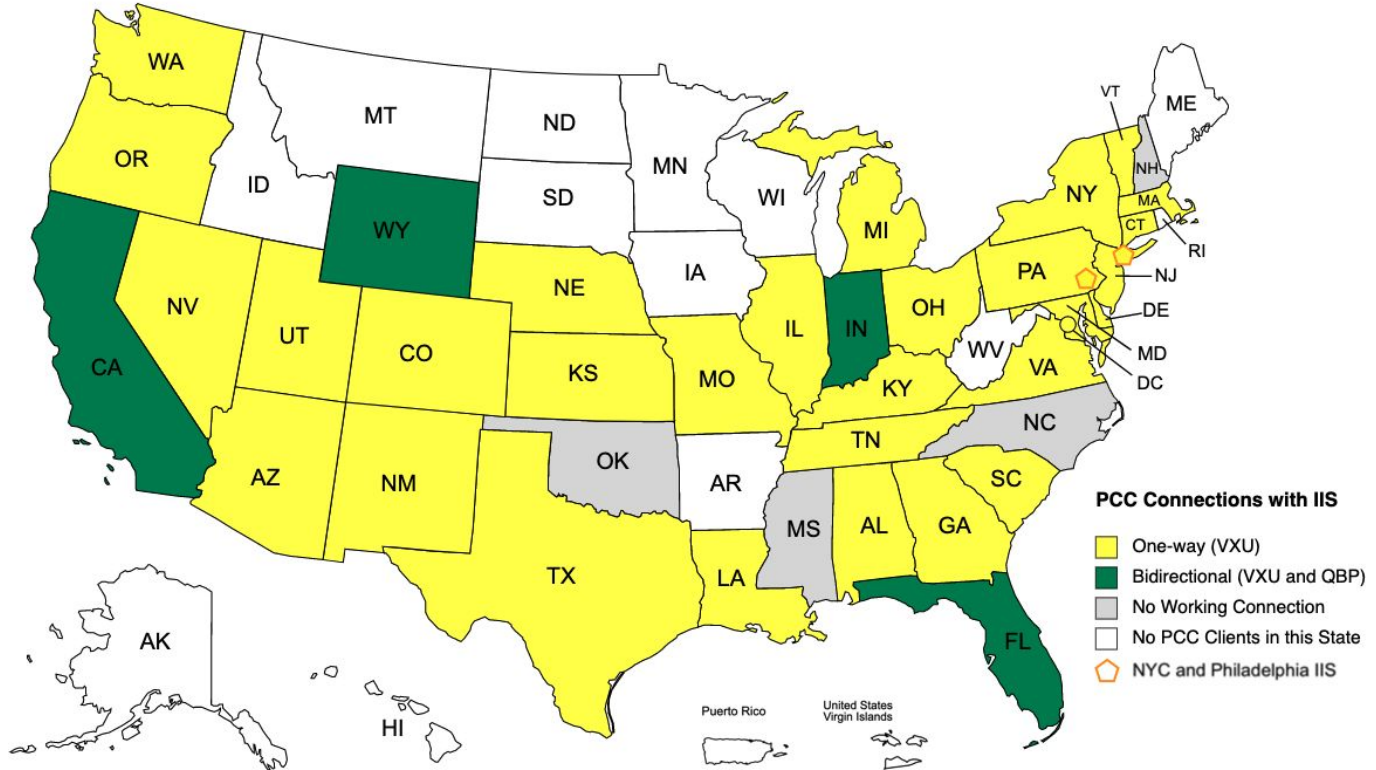 WA
MT
ND
MN
VT
ME
OR
ID
SD
WI
NH
NY
MA
WY
MI
CT
RI
IA
PA
NJ
NV
NE
OH
DE
UT
IL
IN
CA
CO
WV
MD
KS
MO
VA
DC
KY
NC
TN
OK
AZ
NM
AR
SC
MS
AL
GA
TX
LA
PCC Connections with IIS
One-way (VXU)
Bidirectional (VXU and QBP)
No Working Connection
No PCC Clients in this State
NYC and Philadelphia IIS
FL
AK
HI
Puerto Rico
United States
Virgin Islands